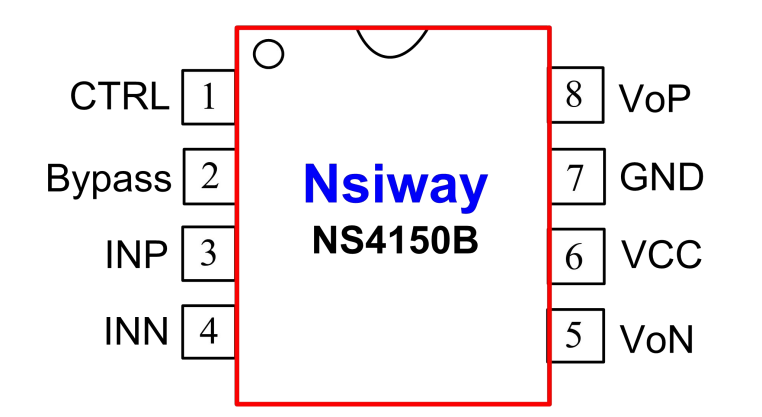 CTRL 1 8 VoP
Bypass 2 7 GND
Nsiway
NS4150B
INP 3 6 VCC
INN 4 5 VoN